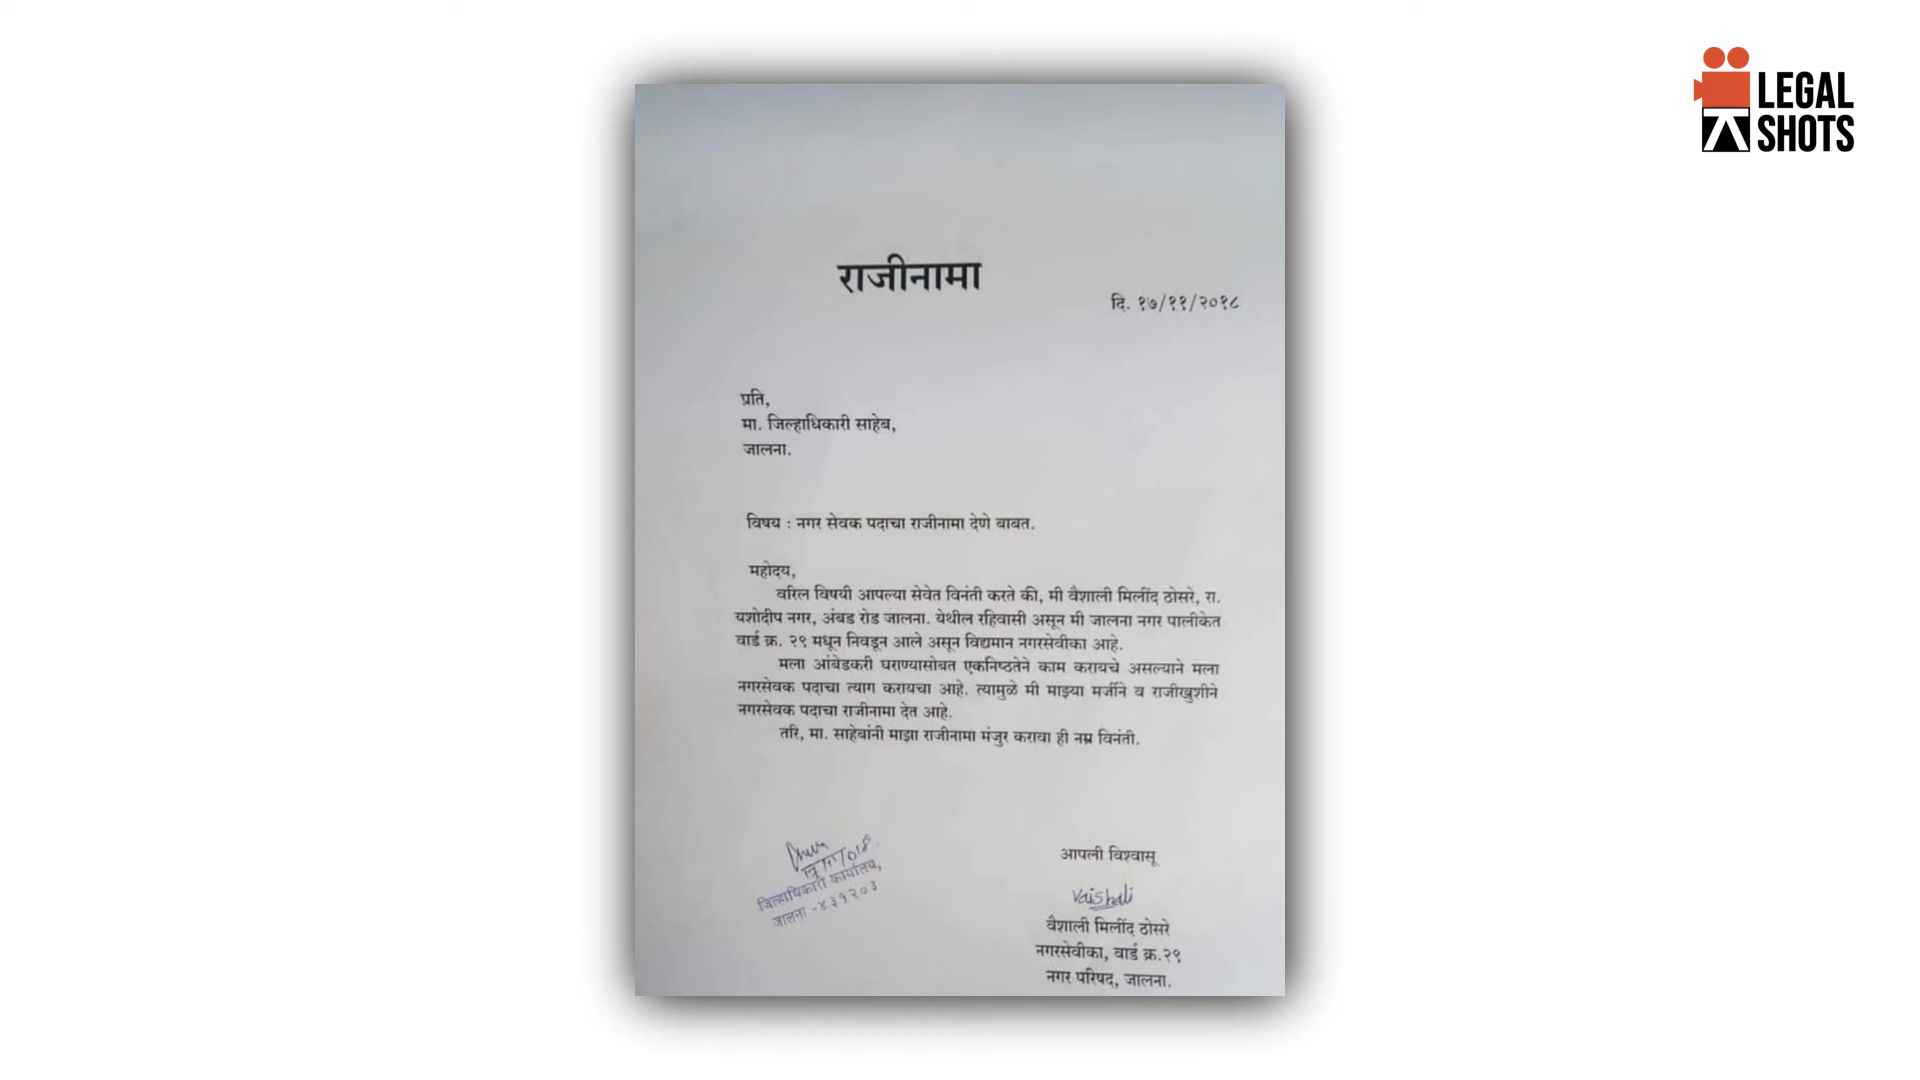 LEGAL
SHOTS
राजीनामा
दि. १७/११/२०१८
प्रति,
मा. जिल्हाधिकारी साहेब,
जालना.
विषय : नगर सेवक पदाचा राजीनामा देणे बाबत.
महोदय,
वरिल विषयी आपल्या सेवेत विनंती करते की, मी वैशाली मिलींद ठोसरे, रा.
यशोदीप नगर, अंबड रोड जालना. येथील रहिवासी असून मी जालना नगर पालीकेत
वार्ड क्र. २९ मधून निवडून आले असून विद्यमान नगरसेवीका आहे.
मला आंबेडकरी घराण्यासोबत एकनिष्ठतेने काम करायचे असल्याने मला
नगरसेवक पदाचा त्याग करायचा आहे. त्यामुळे मी माझ्या मर्जीने व राजीखुशीने
नगरसेवक पदाचा राजीनामा देत आहे.
तरि, मा. साहेबांनी माझा राजीनामा मंजुर करावा ही नम्र विनंती.
जिल्हाधिकारी कार्यालय,
जालना -४३१२०३
आपली विश्वासू
Vaishali
वैशाली मिलींद ठोसरे
नगरसेवीका, वार्ड क्र.२९
नगर परिषद, जालना.